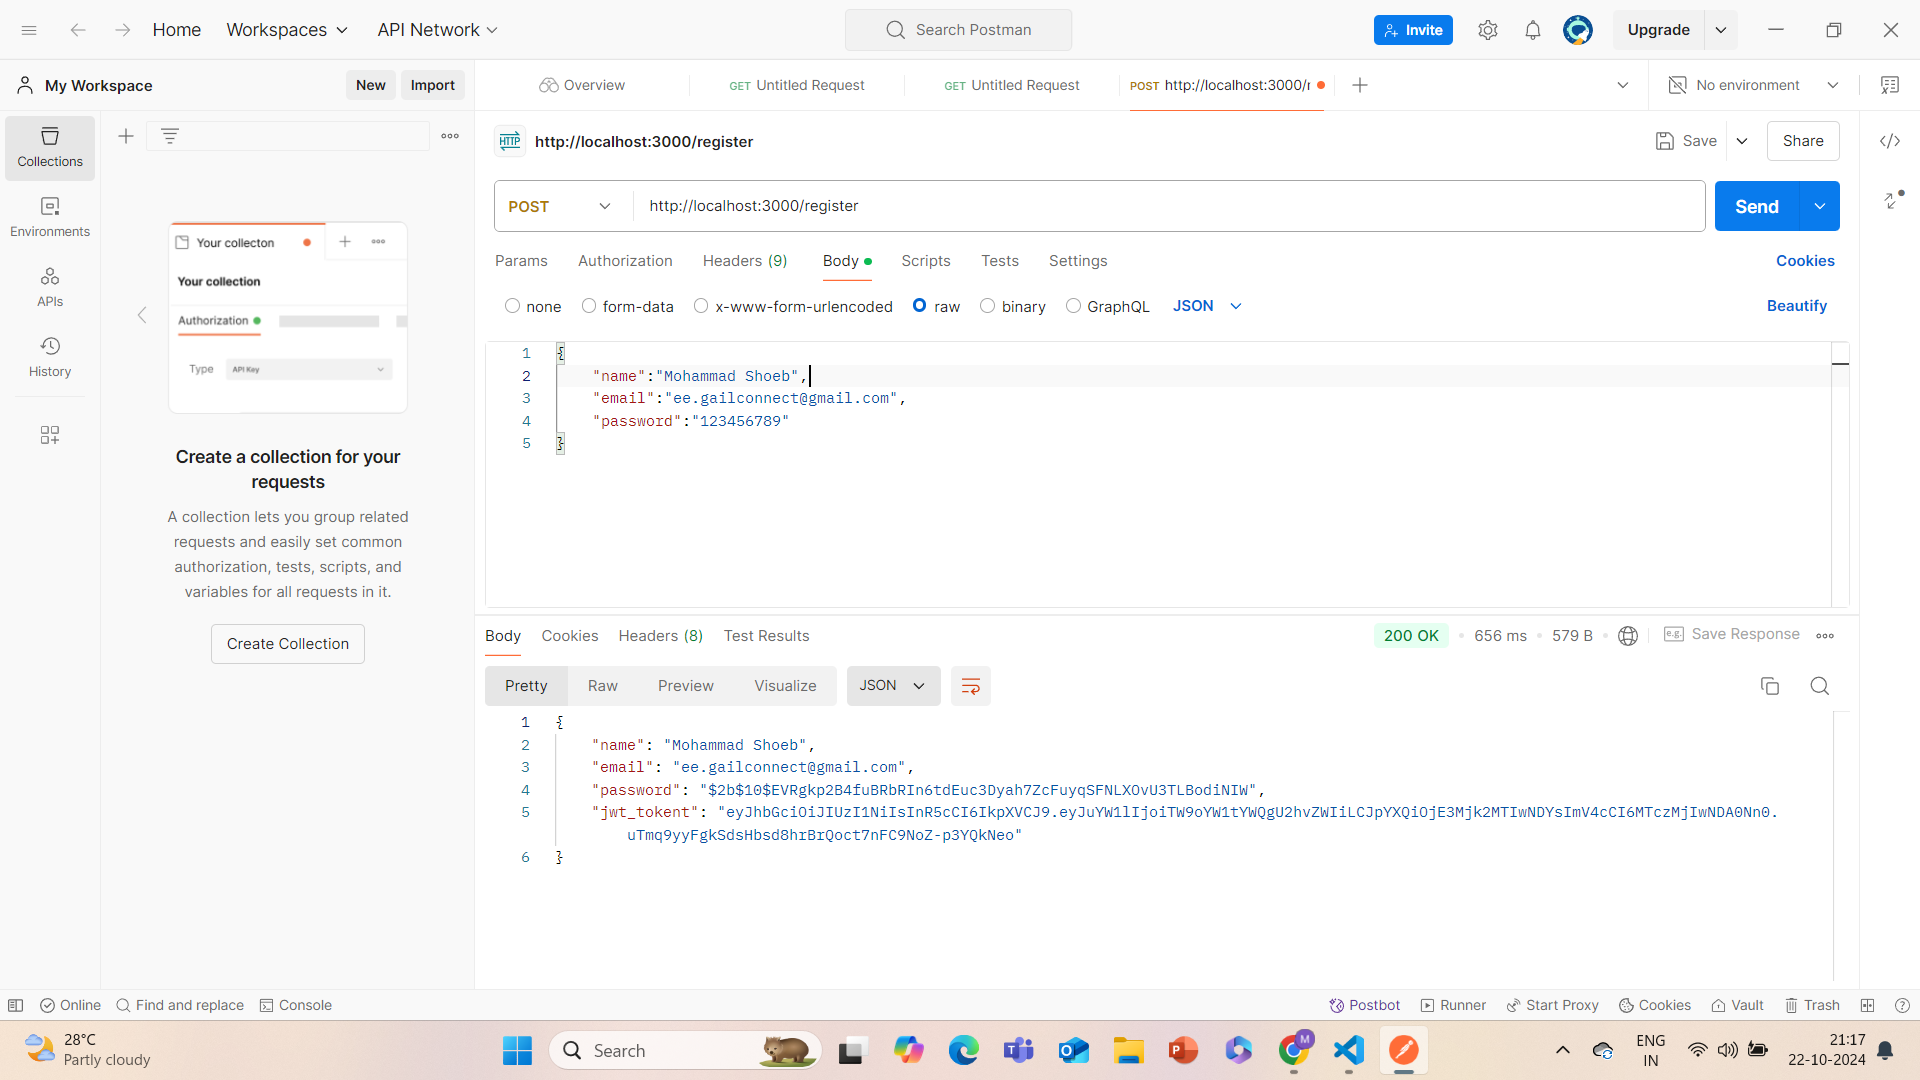 Home
Workspaces
API Network
Search Postman
Invite
Upgrade
My Workspace
New
Import
Overview
GET Untitled Request
GET Untitled Request
POST http://localhost:3000/r
No environment
Collections
Environments
APIs
History
Your collecton
Your collection
Authorization
Type
API Key
Create a collection for your
requests
A collection lets you group related
requests and easily set common
authorization, tests, scripts, and
variables for all requests in it.
Create Collection
HTTP
http://localhost:3000/register
Save
Share
POST
http://localhost:3000/register
Send
Params
Authorization
Headers (9)
Body
Scripts
Tests
Settings
Cookies
none
form-data
x-www-form-urlencoded
raw
binary
GraphQL
JSON
Beautify
1 {
2 "name":"Mohammad Shoeb",
3 "email":"ee.gailconnect@gmail.com",
4 "password":"123456789"
5 }
Body
Cookies
Headers (8)
Test Results
200 OK
656 ms
579 B
e.g.
Save Response
Pretty
Raw
Preview
Visualize
JSON
1 {
2 "name": "Mohammad Shoeb",
3 "email": "ee.gailconnect@gmail.com",
4 "password": "$2b$10$EVRgkp2B4fuBRbRIn6tdEuc3Dyah7ZcFuyqSFNLXOvU3TLBodiNIW",
5 "jwt_tokent": "eyJhbGciOiJIUzI1NiIsInR5cCI6IkpXVCJ9.eyJuYW1lIjoiTW9oYW1tYWQgU2hvZWIiLCJpYXQiOjE3Mjk2MTIwNDYsImV4cCI6MTczMjIwNDA0Nn0.
uTmq9yyFgkSdsHbsd8hrBrQoct7nFC9NoZ-p3YQkNeo"
6 }
Online
Find and replace
Console
Postbot
Runner
Start Proxy
Cookies
Vault
Trash
28°C
Partly cloudy
Search
M
ENG
IN
21:17
22-10-2024